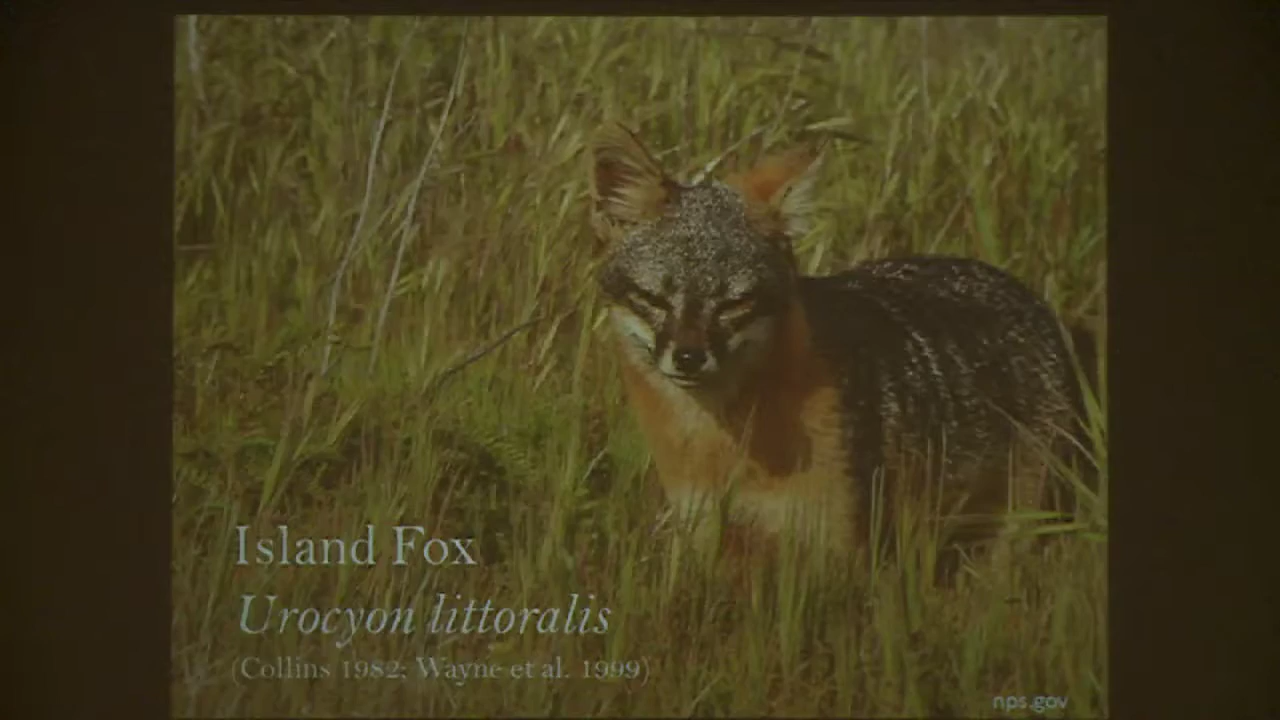 Island Fox
Urocyon littoralis
(Collins 1982; Wayne et al. 1999)
nps.gov